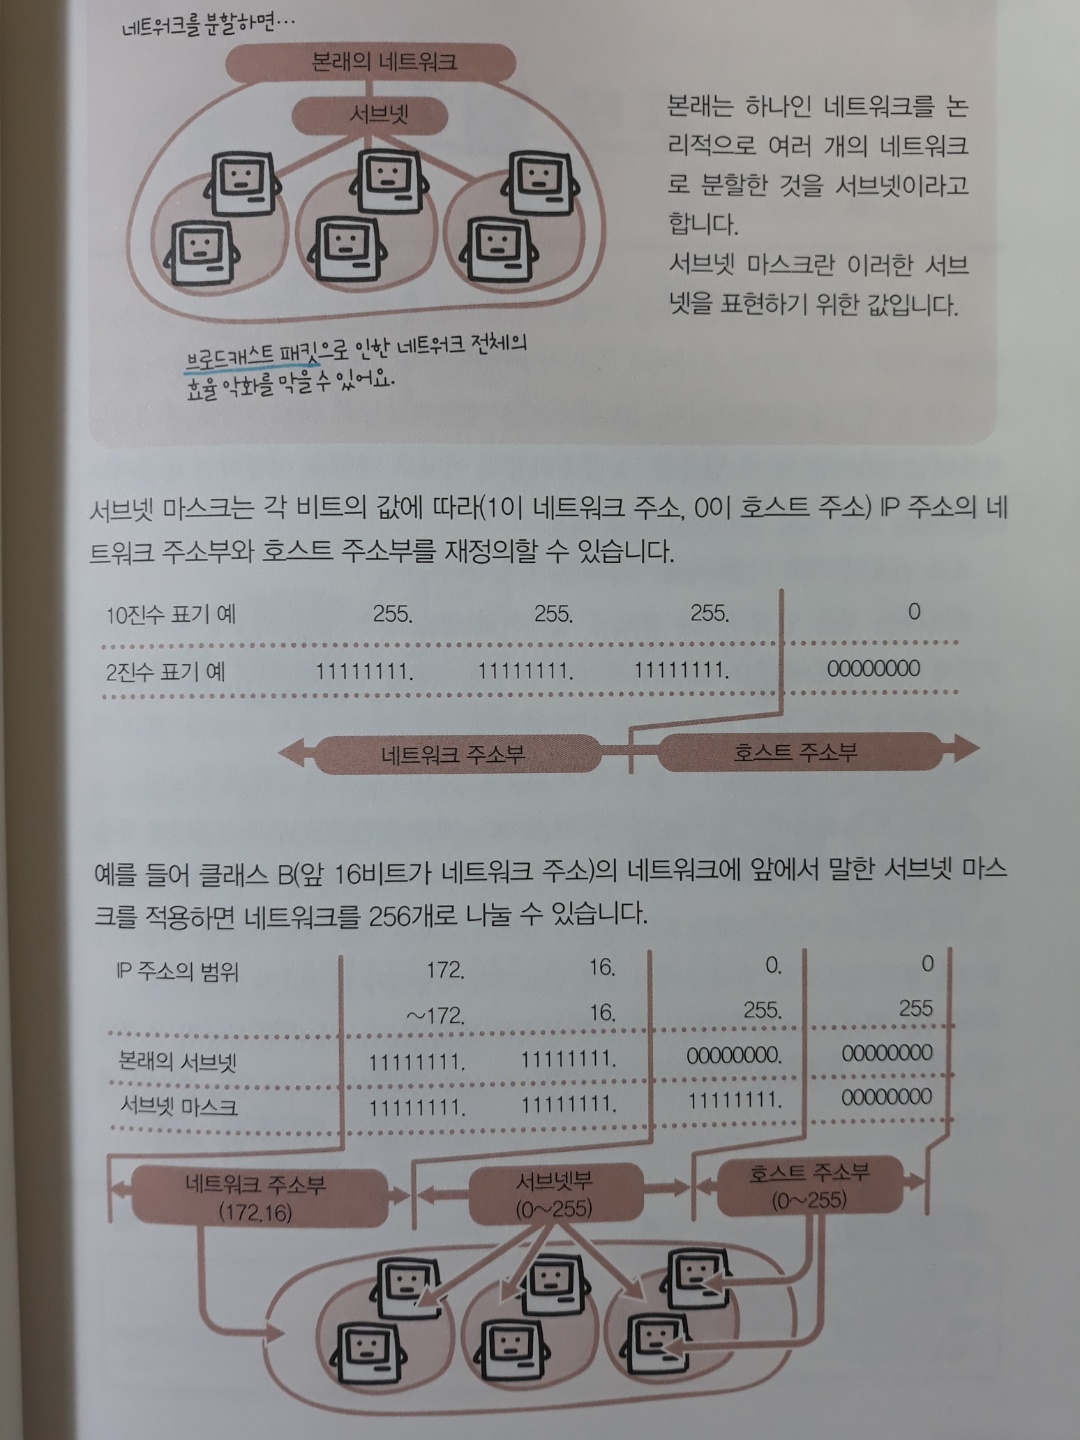 네트워크를 분할하면…
본래의 네트워크
서브넷
본래는 하나인 네트워크를 논
리적으로 여러 개의 네트워크
로 분할한 것을 서브넷이라고
합니다.
서브넷 마스크란 이러한 서브
넷을 표현하기 위한 값입니다.
브로드캐스트 패킷으로 인한 네트워크 전체의
효율 악화를 막을 수 있어요.
서브넷 마스크는 각 비트의 값에 따라(1이 네트워크 주소, 0이 호스트 주소) IP 주소의 네
트워크 주소부와 호스트 주소부를 재정의할 수 있습니다.
10진수 표기 예 255. 255. 255. 0
2진수 표기 예 11111111. 11111111. 11111111. 00000000
네트워크 주소부 호스트 주소부
예를 들어 클래스 B(앞 16비트가 네트워크 주소)의 네트워크에 앞에서 말한 서브넷 마스
크를 적용하면 네트워크를 256개로 나눌 수 있습니다.
IP 주소의 범위 172. 16. 0. 0
～172. 16. 255. 255
본래의 서브넷 11111111. 11111111. 00000000. 00000000
서브넷 마스크 11111111. 11111111. 11111111. 00000000
네트워크 주소부 서브넷부 호스트 주소부
(172.16) (0～255) (0～255)